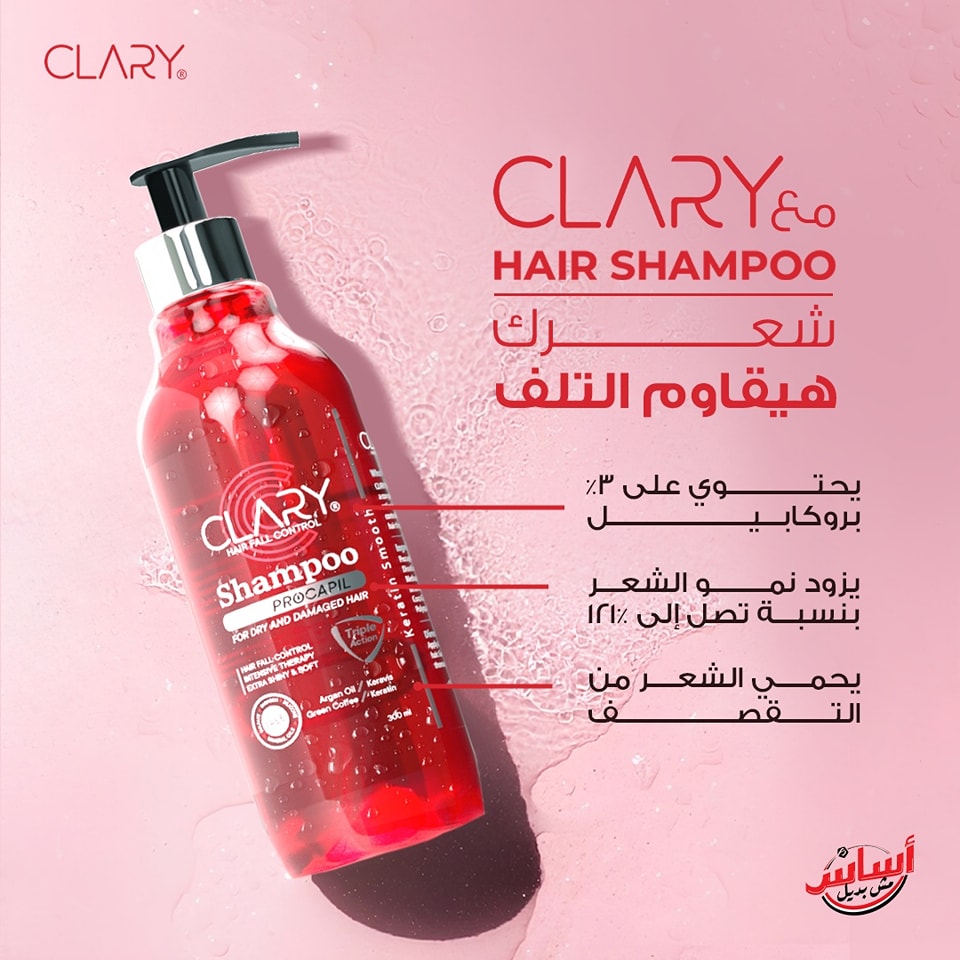 CLARY®
مع CLARY
HAIR SHAMPOO
شعرك
هيقاوم التلف
يحتوي على ٣٪
بروكابيل
يزود نمو الشعر
بنسبة تصل إلى ١٢١٪
يحمي الشعر من
التقصف
CLARY®
HAIR FALL CONTROL
Shampoo
PROCAPIL
FOR DRY AND DAMAGED HAIR
Triple
Action
HAIR FALL CONTROL
INTENSIVE THERAPY
EXTRA SHINY & SOFT
Argan Oil / Keravis
Green Coffee / Keratin
300 ml
Keratin Smooth
أساسي
مش بديل